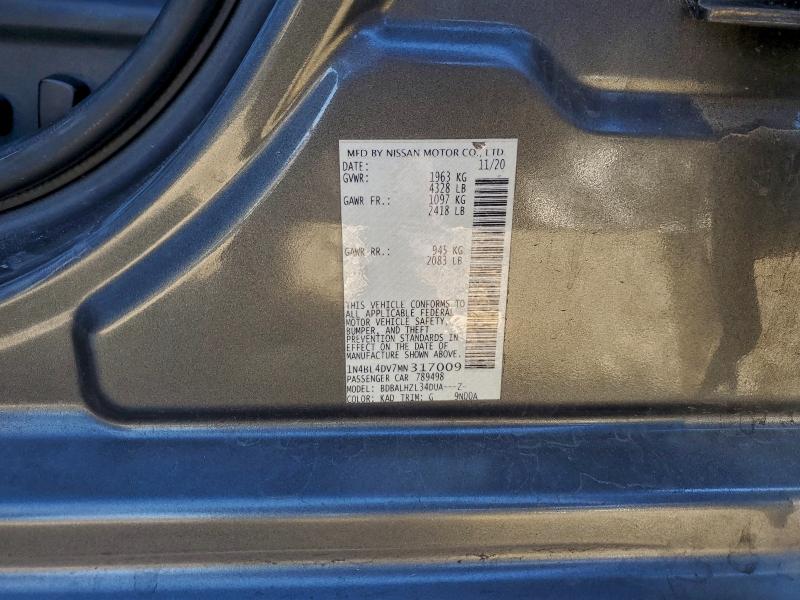 MFD BY NISSAN MOTOR CO., LTD.
DATE: 11/20
GVWR: 1963 KG
4328 LB
GAWR FR.: 1097 KG
2418 LB
GAWR RR.: 945 KG
2083 LB
THIS VEHICLE CONFORMS TO
ALL APPLICABLE FEDERAL
MOTOR VEHICLE SAFETY,
BUMPER, AND THEFT
PREVENTION STANDARDS IN
EFFECT ON THE DATE OF
MANUFACTURE SHOWN ABOVE.
1N4BL4DV7MN317009
PASSENGER CAR 789498
MODEL: BDBALHZL34DUA---Z-
COLOR: KAD TRIM: G 9NDDA